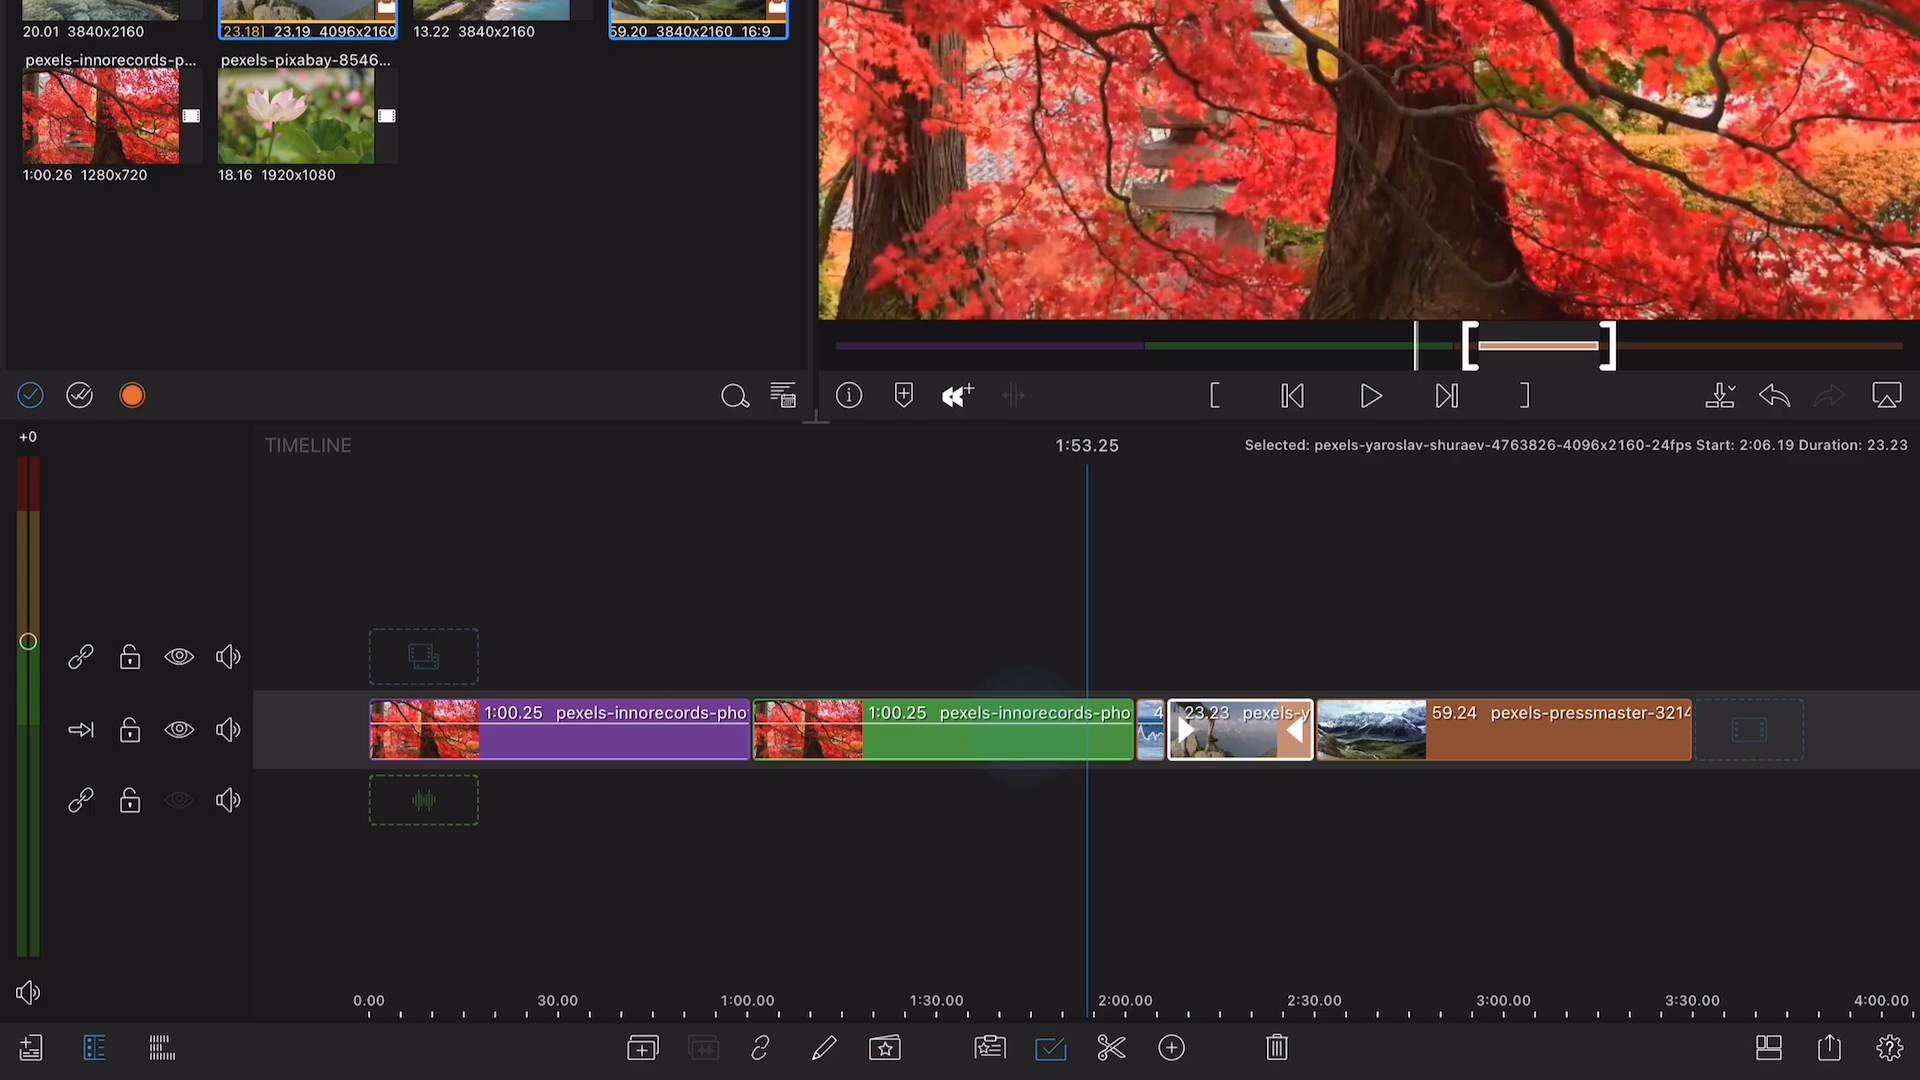 20.01 3840x2160
23.18] 23.19 4096x2160
13.22 3840x2160
59.20 3840x2160 16:9
pexels-innorecords-p...
pexels-pixabay-8546...
1:00.26 1280x720
18.16 1920x1080
+0
TIMELINE
1:53.25
Selected: pexels-yaroslav-shuraev-4763826-4096x2160-24fps Start: 2:06.19 Duration: 23.23
1:00.25 pexels-innorecords-pho
1:00.25 pexels-innorecords-pho
4
23.23 pexels-y
59.24 pexels-pressmaster-3214
0.00
30.00
1:00.00
1:30.00
2:00.00
2:30.00
3:00.00
3:30.00
4:00.00